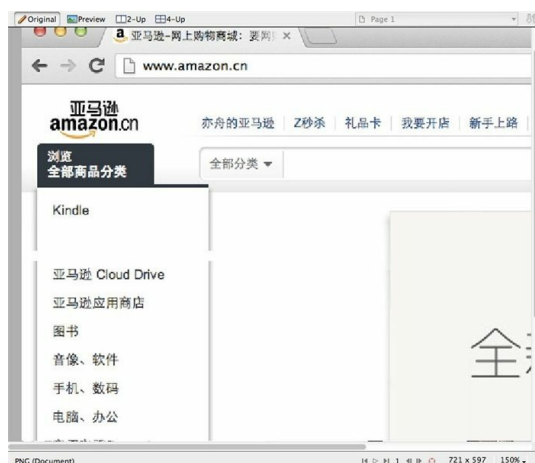 Original Preview 2-Up 4-Up Page 1
亚马逊-网上购物商城：要网
www.amazon.cn
亚马逊
amazon.cn
亦舟的亚马逊 Z秒杀 礼品卡 我要开店 新手上路
浏览
全部商品分类
全部分类
Kindle
亚马逊 Cloud Drive
亚马逊应用商店
图书
音像、软件
手机、数码
电脑、办公
全
PNG (Document) 1 721 x 597 150%